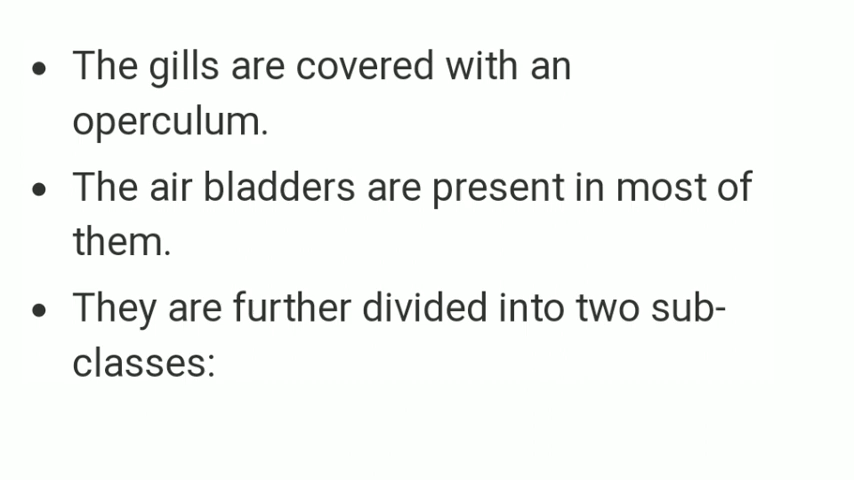 • The gills are covered with an
operculum.
• The air bladders are present in most of
them.
• They are further divided into two sub-
classes: